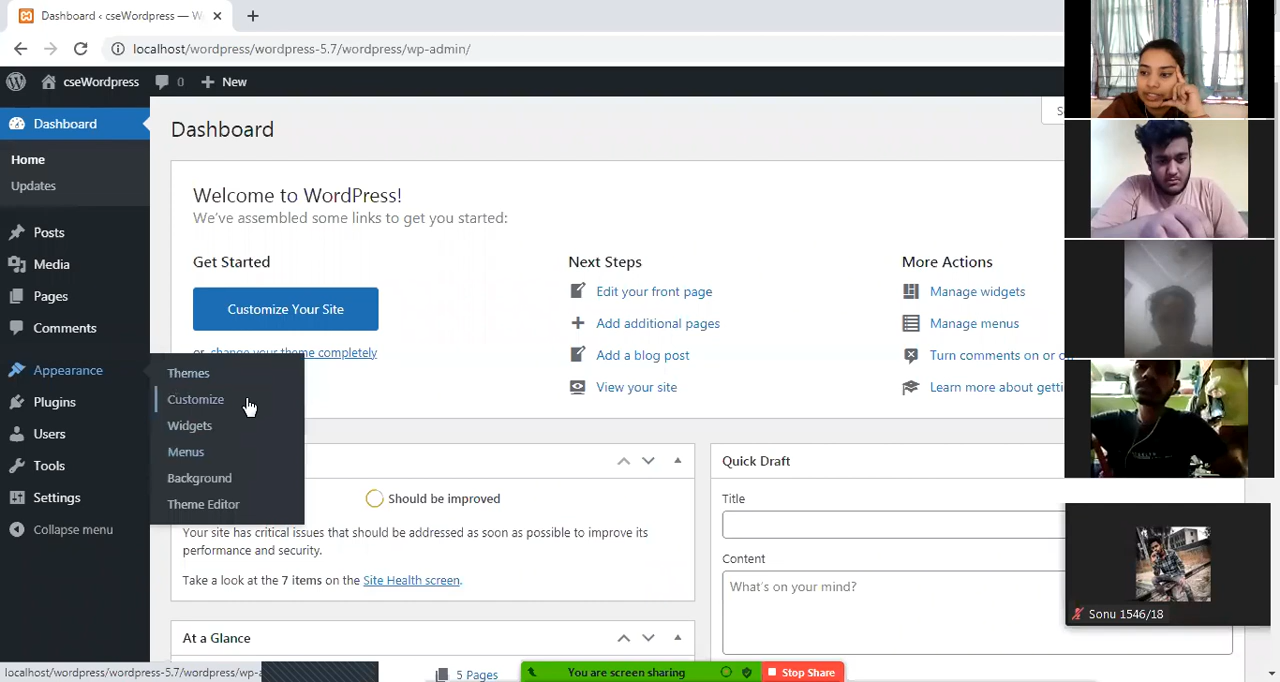 Dashboard ‹ cseWordpress — W
localhost/wordpress/wordpress-5.7/wordpress/wp-admin/
cseWordpress 0 New
Dashboard
Home
Updates
Posts
Media
Pages
Comments
Appearance
Plugins
Users
Tools
Settings
Collapse menu
Themes
Customize
Widgets
Menus
Background
Theme Editor
Dashboard
Welcome to WordPress!
We've assembled some links to get you started:
Get Started
Customize Your Site
or, change your theme completely
Next Steps
Edit your front page
Add additional pages
Add a blog post
View your site
More Actions
Manage widgets
Manage menus
Turn comments on or o
Learn more about getti
Should be improved
Your site has critical issues that should be addressed as soon as possible to improve its
performance and security.
Take a look at the 7 items on the Site Health screen.
At a Glance
5 Pages
Quick Draft
Title
Content
What's on your mind?
Sonu 1546/18
localhost/wordpress/wordpress-5.7/wordpress/wp-a
You are screen sharing
Stop Share